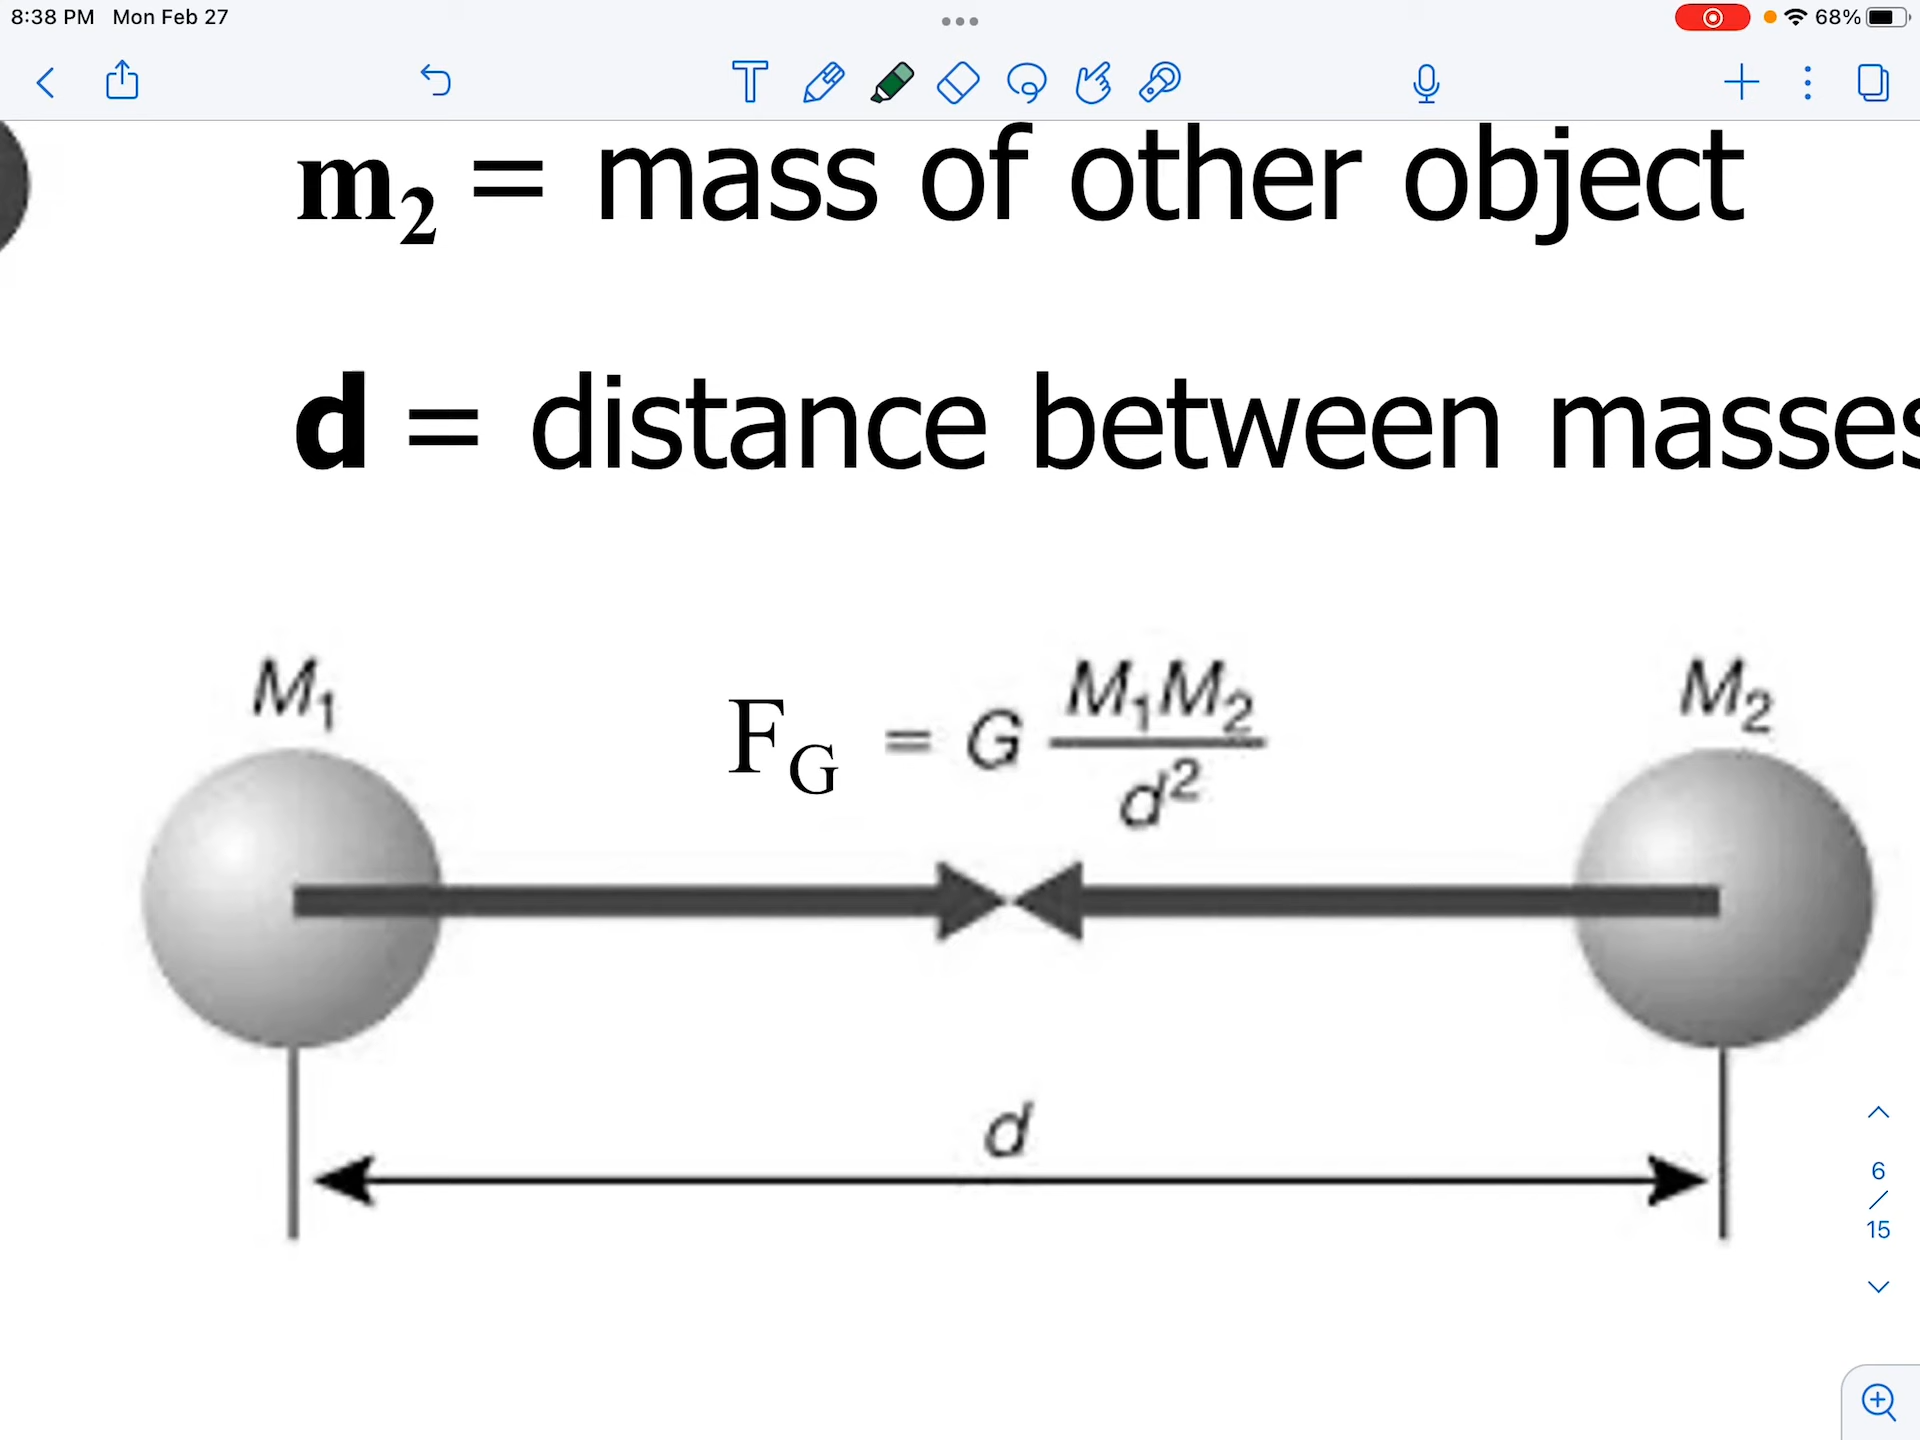 8:38 PM Mon Feb 27
68%
T
m₂ = mass of other object
d = distance between masses
M₁
F_G = G M₁M₂ / d²
M₂
d
6
/
15